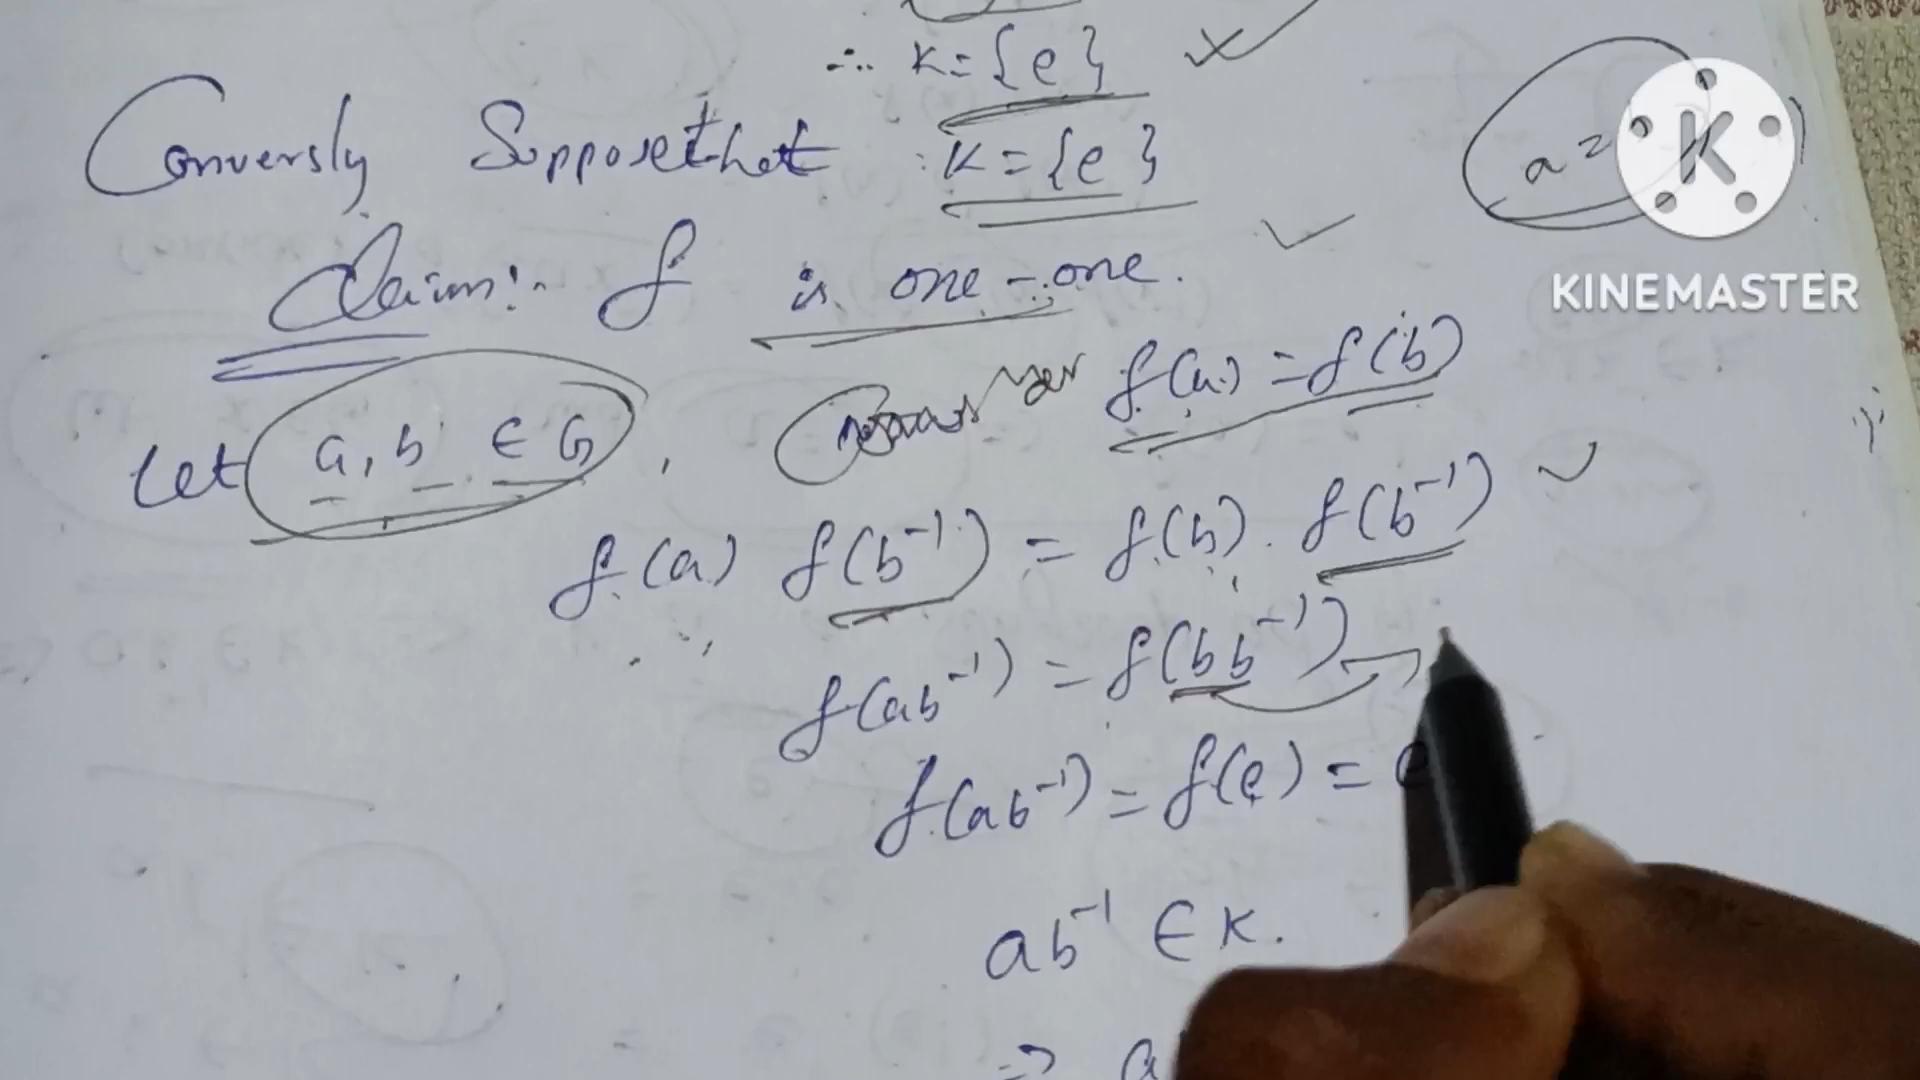 ∴ K = {e}
Conversly Suppose that K = {e}
a =
KINEMASTER
Claim:- f is one-one.
Let a, b ∈ G, f(a) = f(b)
f(a) f(b⁻¹) = f(b). f(b⁻¹)
f(ab⁻¹) = f(bb⁻¹)
f(ab⁻¹) = f(e) = e
ab⁻¹ ∈ K.
⇒ a